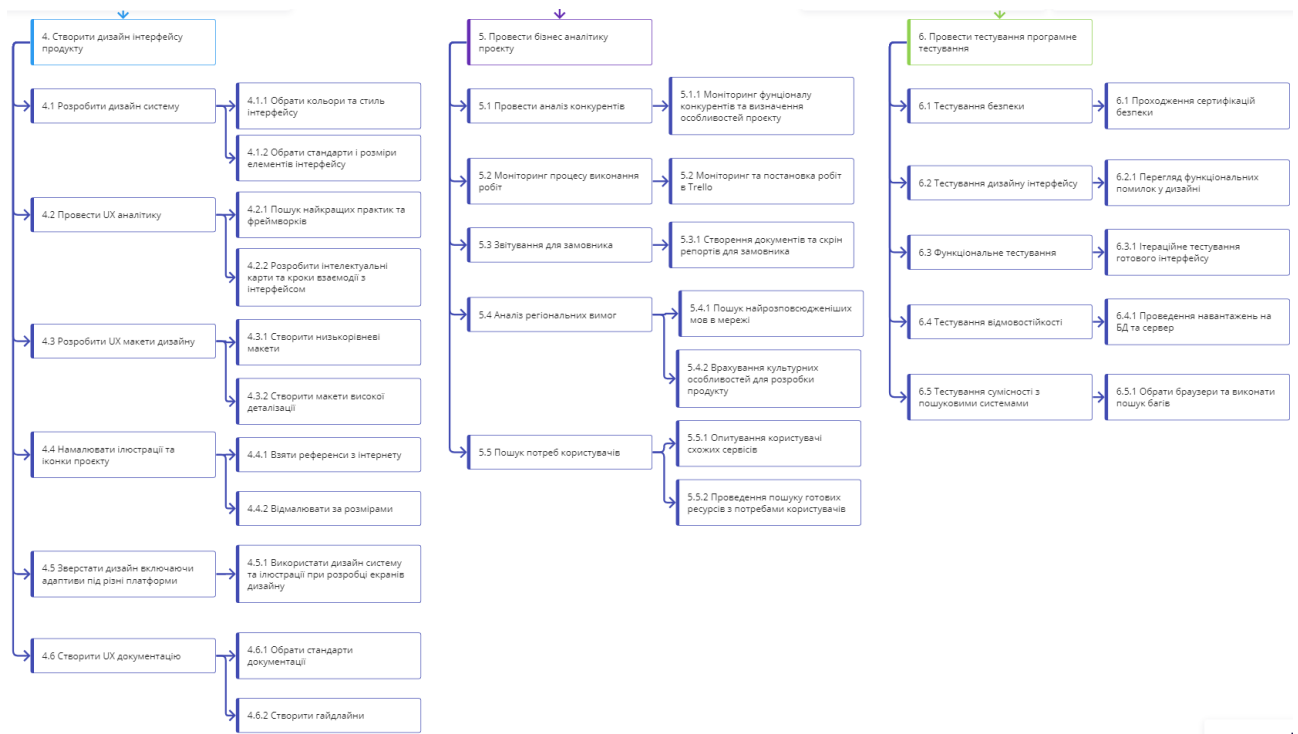 4. Створити дизайн інтерфейсу
продукту
4.1 Розробити дизайн систему
4.1.1 Обрати кольори та стиль
інтерфейсу
4.1.2 Обрати стандарти і розміри
елементів інтерфейсу
4.2 Провести UX аналітику
4.2.1 Пошук найкращих практик та
фреймворків
4.2.2 Розробити інтелектуальні
карти та кроки взаємодії з
інтерфейсом
4.3 Розробити UX макети дизайну
4.3.1 Створити низькорівневі
макети
4.3.2 Створити макети високої
деталізації
4.4 Намалювати ілюстрації та
іконки проєкту
4.4.1 Взяти референси з інтернету
4.4.2 Відмалювати за розмірами
4.5 Зверстати дизайн включаючи
адаптиви під різні платформи
4.5.1 Використати дизайн систему
та ілюстрації при розробці екранів
дизайну
4.6 Створити UX документацію
4.6.1 Обрати стандарти
документації
4.6.2 Створити гайдлайни
5. Провести бізнес аналітику
проєкту
5.1 Провести аналіз конкурентів
5.1.1 Моніторинг фунціоналу
конкурентів та визначення
особливостей проєкту
5.2 Моніторинг процесу виконання
робіт
5.2 Моніторинг та постановка робіт
в Trello
5.3 Звітування для замовника
5.3.1 Створення документів та скрін
репортів для замовника
5.4 Аналіз регіональних вимог
5.4.1 Пошук найрозповсюдженіших
мов в мережі
5.4.2 Врахування культурних
особливостей для розробки
продукту
5.5 Пошук потреб користувачів
5.5.1 Опитування користувачі
схожих сервісів
5.5.2 Проведення пошуку готових
ресурсів з потребами користувачів
6. Провести тестування програмне
тестування
6.1 Тестування безпеки
6.1 Проходження сертифікацій
безпеки
6.2 Тестування дизайну інтерфейсу
6.2.1 Перегляд функціональних
помилок у дизайні
6.3 Функціональне тестування
6.3.1 Ітераційне тестування
готового інтерфейсу
6.4 Тестування відмовостійкості
6.4.1 Проведення навантажень на
БД та сервер
6.5 Тестування сумісності з
пошуковими системами
6.5.1 Обрати браузери та виконати
пошук багів